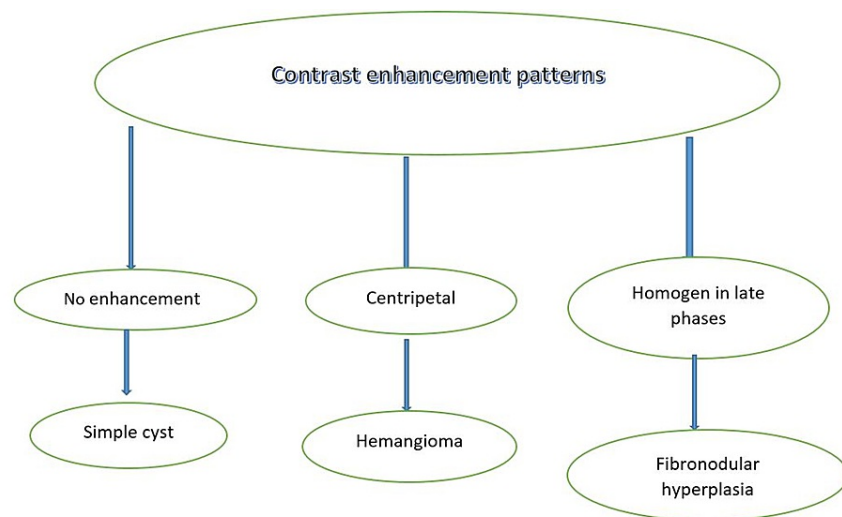 Contrast enhancement patterns
No enhancement
Centripetal
Homogen in late
phases
Simple cyst
Hemangioma
Fibronodular
hyperplasia